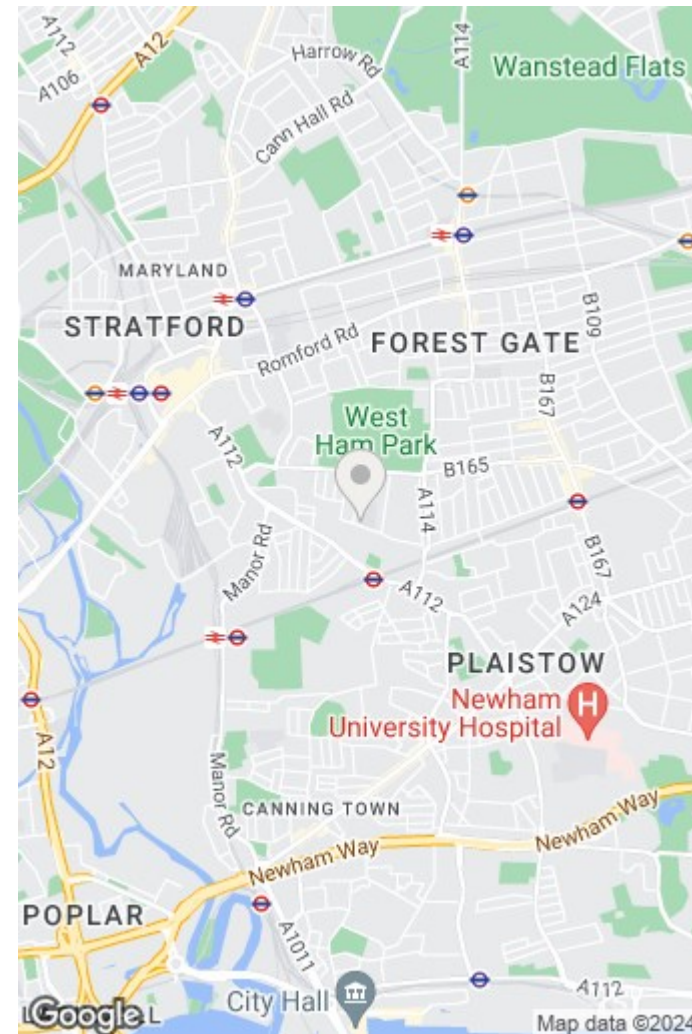 A112
A12
A106
Harrow Rd
A114
Wanstead Flats
Cann Hall Rd
MARYLAND
STRATFORD
Romford Rd
FOREST GATE
B109
B167
West
Ham Park
A112
B165
A114
Manor Rd
B167
A112
A124
PLAISTOW
Newham
University Hospital
H
A12
Manor Rd
CANNING TOWN
Newham Way
Newham Way
POPLAR
A1011
City Hall
A112
Google
Map data ©2024